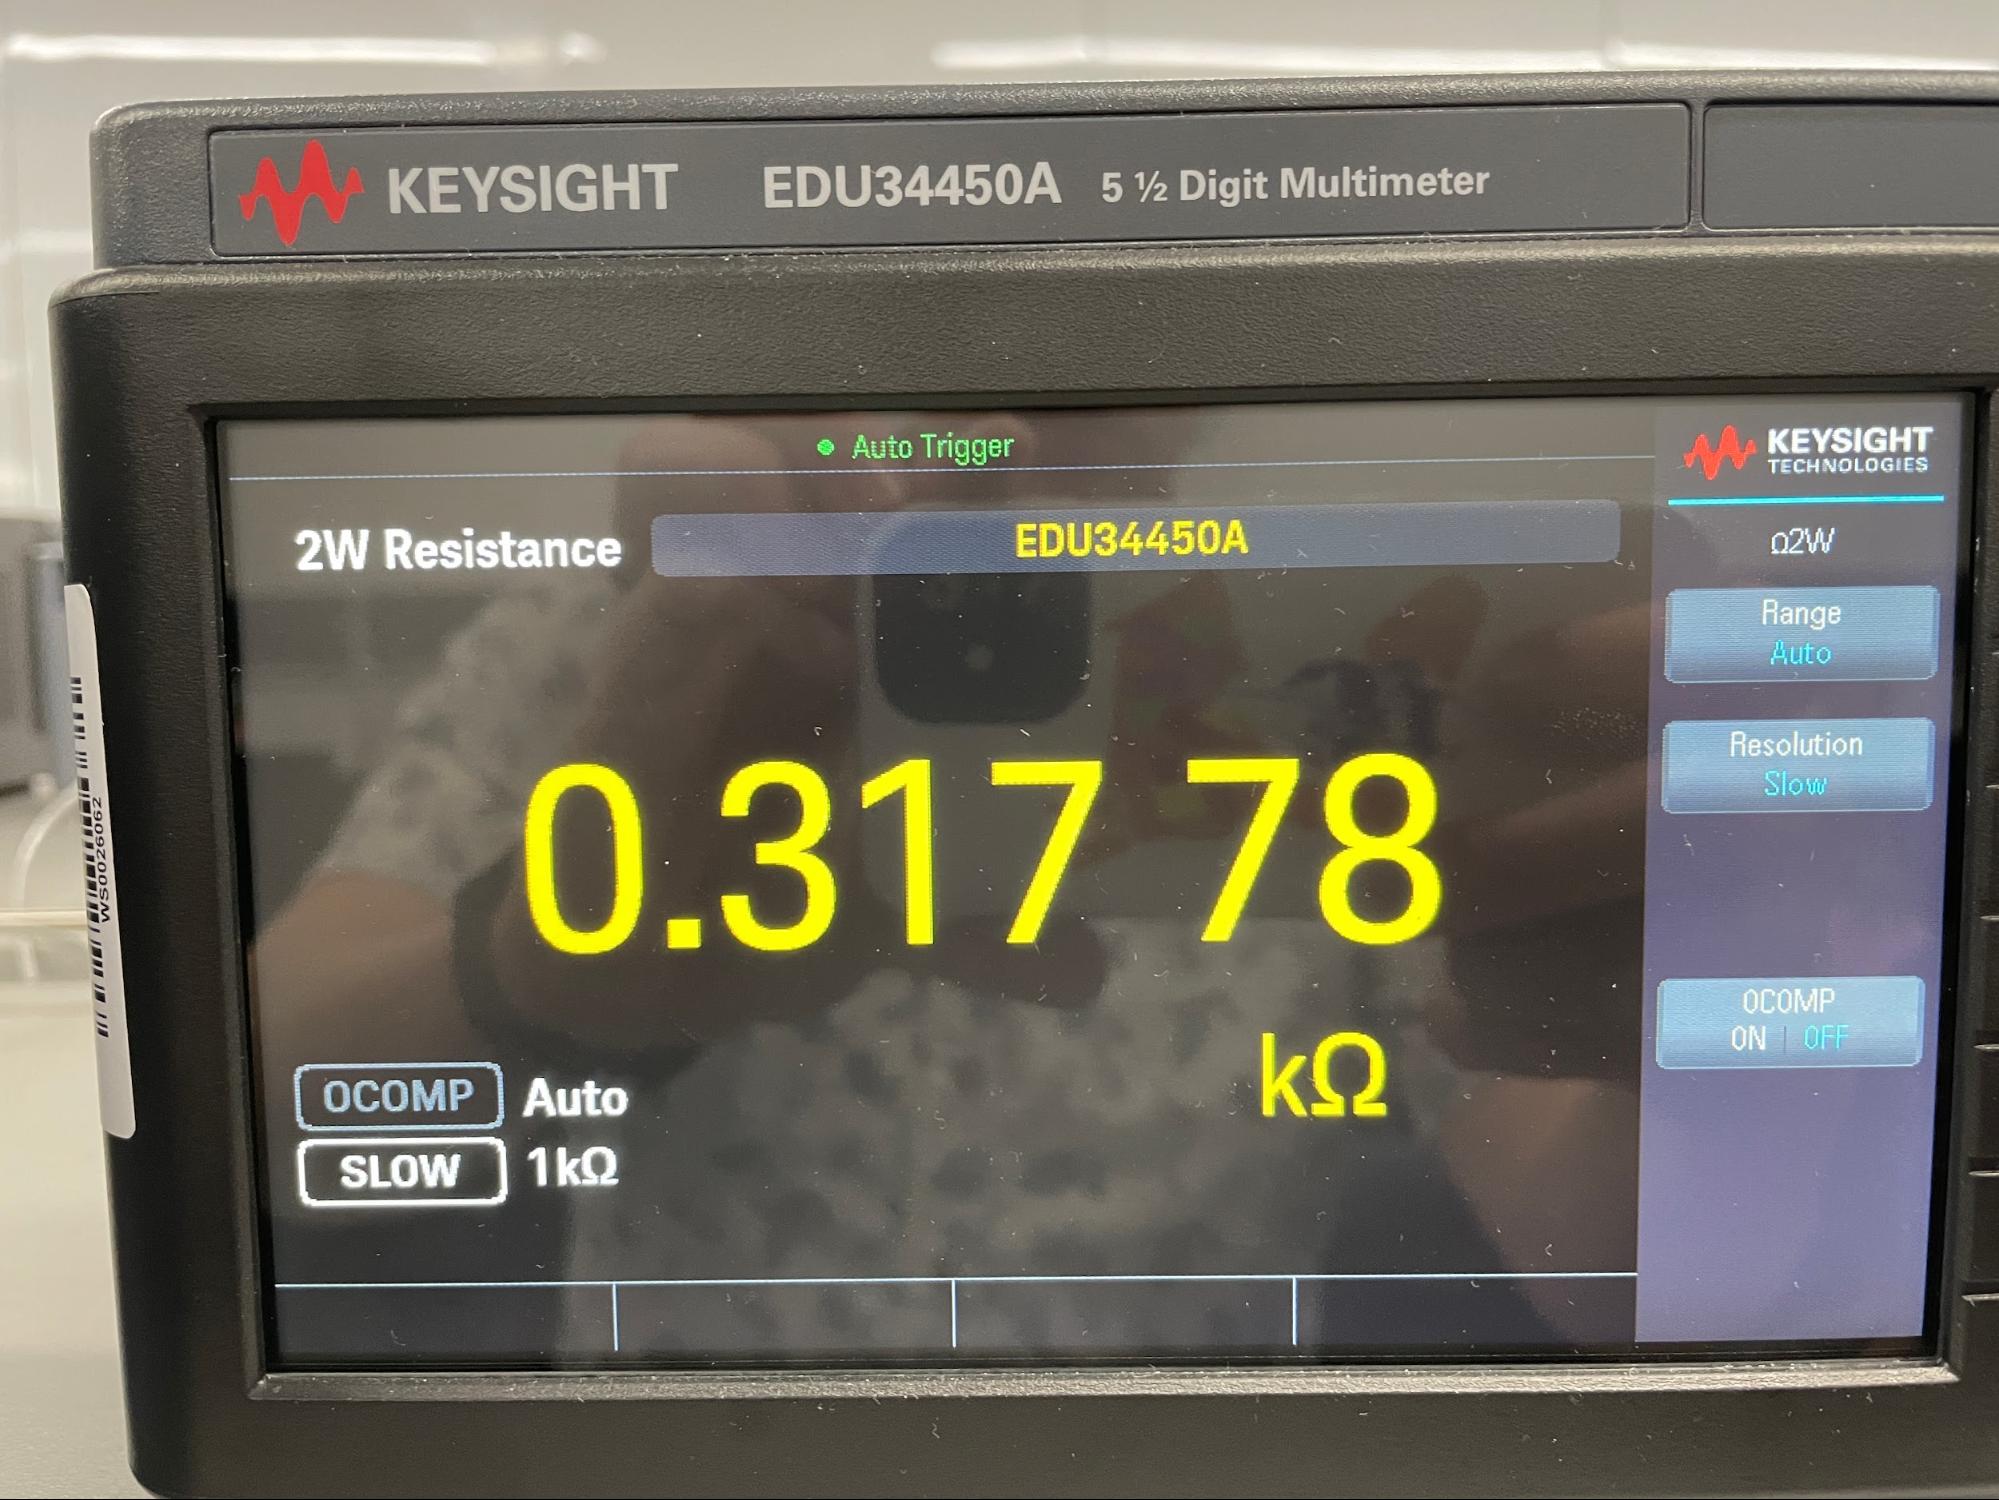 KEYSIGHT EDU34450A 5 ½ Digit Multimeter
Auto Trigger
KEYSIGHT
TECHNOLOGIES
2W Resistance EDU34450A
Ω2W
Range
Auto
Resolution
Slow
0.317 78
kΩ
OCOMP
ON | OFF
OCOMP Auto
SLOW 1kΩ
WS0026062